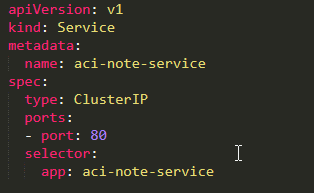 apiVersion: v1
kind: Service
metadata:
  name: aci-note-service
spec:
  type: ClusterIP
  ports:
  - port: 80
  selector:
    app: aci-note-service